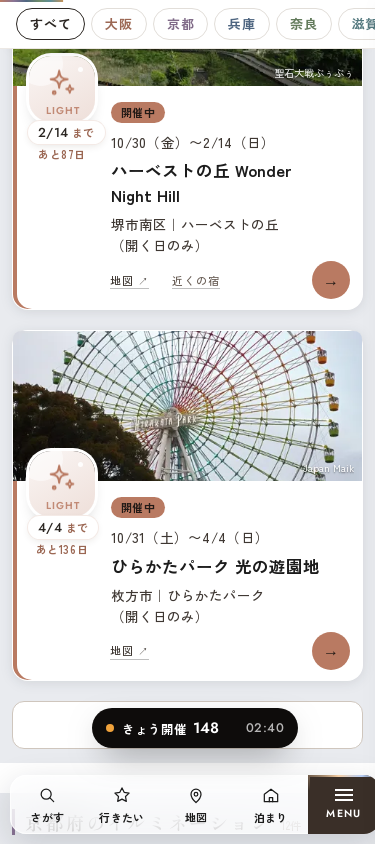 すべて
大阪
京都
兵庫
奈良
滋賀
聖石大戦ぶぅぶぅ
LIGHT
2/14 まで
あと87日
開催中
10/30（金）〜2/14（日）
ハーベストの丘 Wonder
Night Hill
堺市南区｜ハーベストの丘
（開く日のみ）
地図 ↗
近くの宿
→
HIRAKATA PARK
Japan Maik
LIGHT
4/4 まで
あと136日
開催中
10/31（土）〜4/4（日）
ひらかたパーク 光の遊園地
枚方市｜ひらかたパーク
（開く日のみ）
地図 ↗
→
きょう開催 148
02:40
京都府のイルミネーション
さがす
行きたい
地図
泊まり
MENU